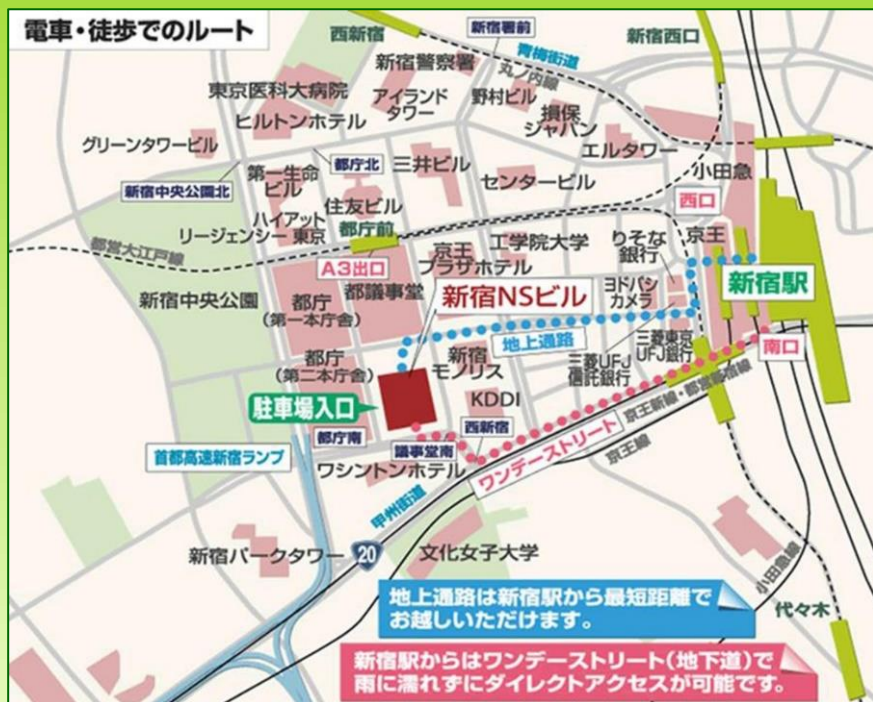 電車・徒歩でのルート
西新宿
新宿署前
新宿西口
新宿警察署
青梅街道
丸ノ内線
東京医科大病院
アイランド
タワー
野村ビル
損保
ジャパン
ヒルトンホテル
グリーンタワービル
エルタワー
小田急
都庁北
三井ビル
新宿中央公園北
第一生命
ビル
センタービル
住友ビル
西口
ハイアット
リージェンシー 東京
都庁前
京王
プラザホテル
工学院大学
りそな
銀行
京王
都営大江戸線
A3出口
新宿駅
新宿中央公園
都庁
(第一本庁舎)
都議事堂
新宿NSビル
ヨドバシ
カメラ
地上通路
三菱UFJ
信託銀行
三菱東京
UFJ銀行
南口
都庁
(第二本庁舎)
新宿
モノリス
KDDI
駐車場入口
都庁南
議事堂南
西新宿
京王新線・都営新宿線
京王線
首都高速新宿ランプ
ワシントンホテル
ワンデーストリート
甲州街道
20
新宿パークタワー
文化女子大学
小田急線
代々木
地上通路は新宿駅から最短距離で
お越しいただけます。
新宿駅からはワンデーストリート(地下道)で
雨に濡れずにダイレクトアクセスが可能です。